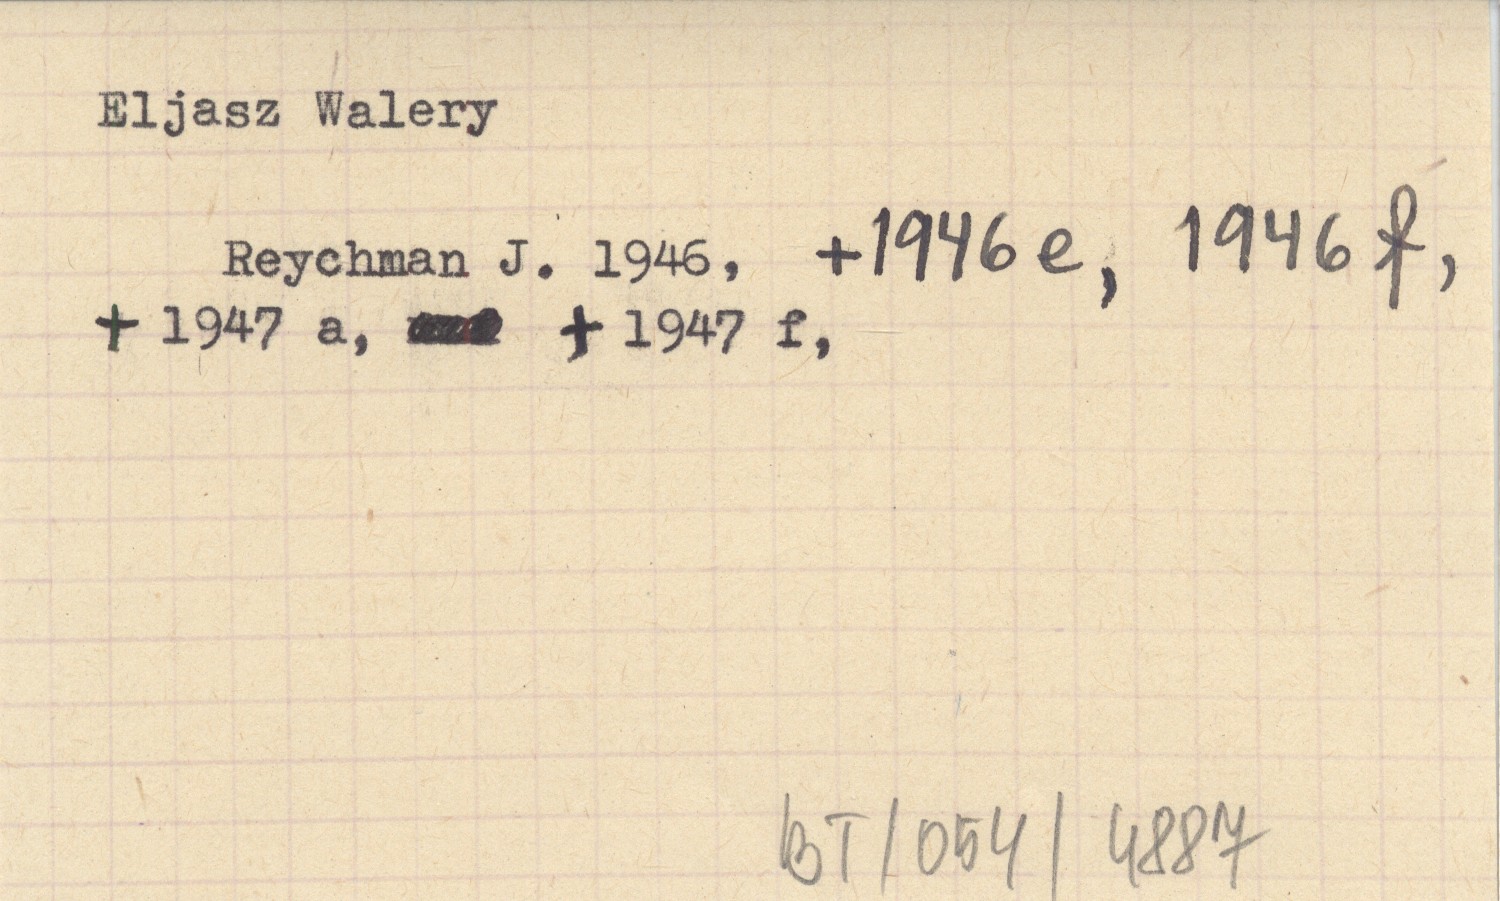 Eljasz Walery
Reychman J. 1946, +1946 e, 1946 f,
+ 1947 a, + 1947 f,
BT/054/4887